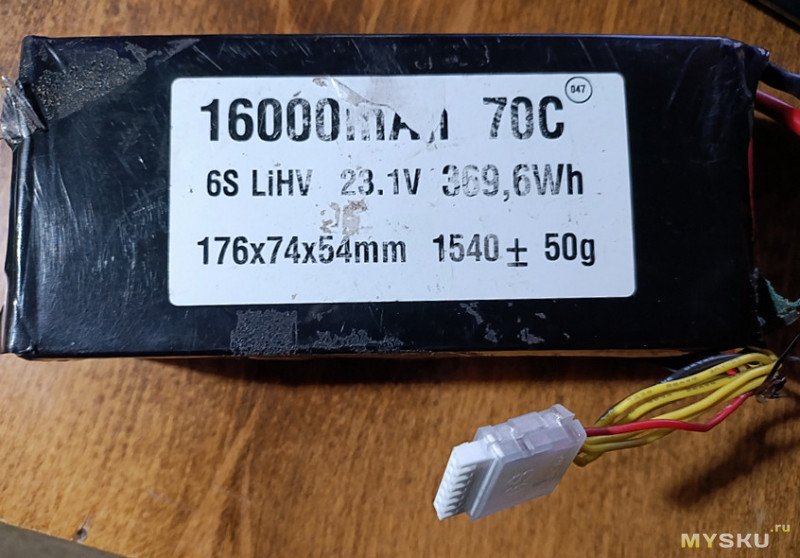 047
16000mAh 70C
6S LiHV 23.1V 369,6Wh
176x74x54mm 1540 ± 50g
MYSKU.ru